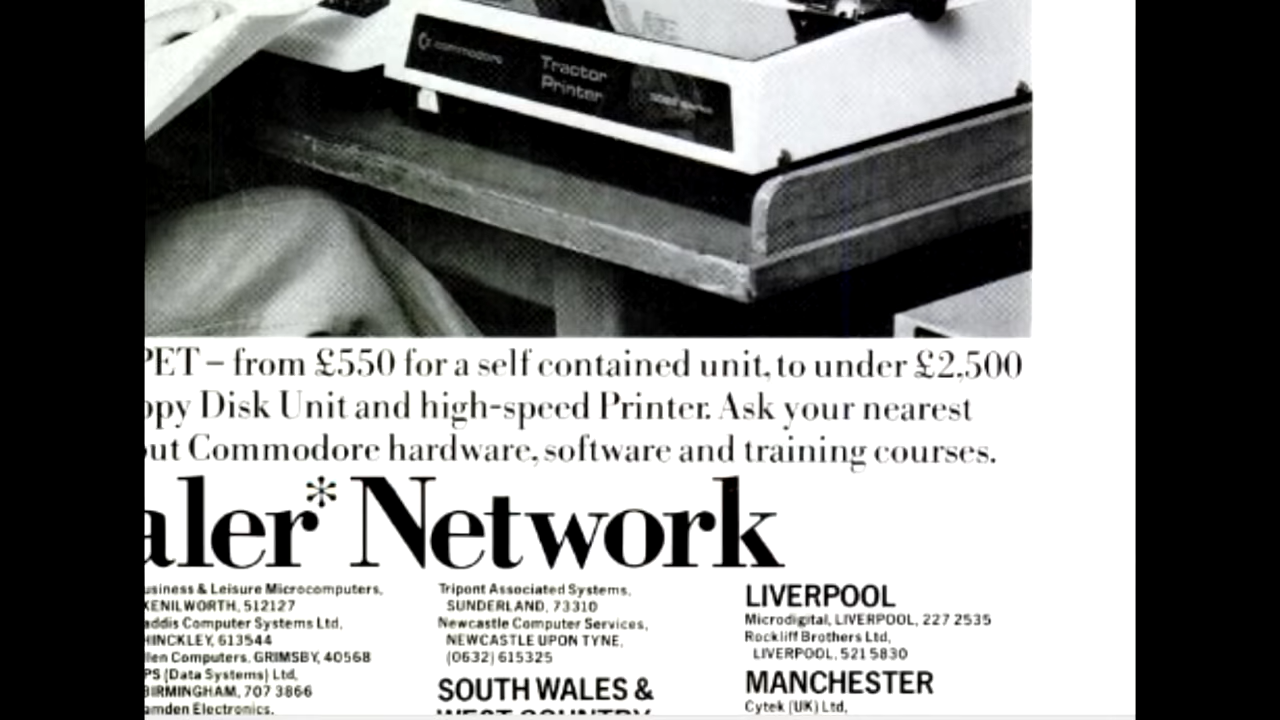 commodore
Tractor
Printer
PET – from £550 for a self contained unit, to under £2,500
ppy Disk Unit and high-speed Printer. Ask your nearest
out Commodore hardware, software and training courses.
aler* Network
usiness & Leisure Microcomputers,
KENILWORTH, 512127
addis Computer Systems Ltd,
HINCKLEY, 613544
llen Computers, GRIMSBY, 40568
PS (Data Systems) Ltd,
BIRMINGHAM, 707 3866
amden Electronics,
Tripont Associated Systems,
SUNDERLAND, 73310
Newcastle Computer Services,
NEWCASTLE UPON TYNE,
(0632) 615325
SOUTH WALES &
WEST COUNTRY
LIVERPOOL
Microdigital, LIVERPOOL, 227 2535
Rockliff Brothers Ltd,
LIVERPOOL, 521 5830
MANCHESTER
Cytek (UK) Ltd,